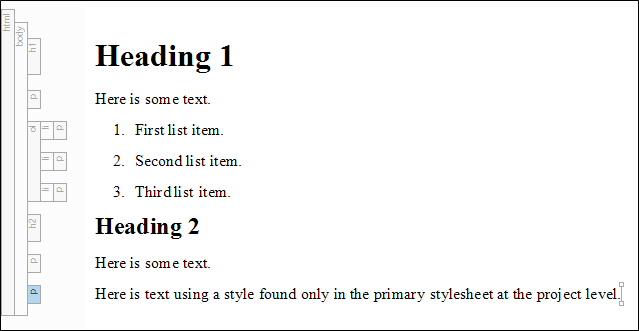 html
body
h1
Heading 1
p
Here is some text.
ol
li
p
1. First list item.
li
p
2. Second list item.
li
p
3. Third list item.
h2
Heading 2
p
Here is some text.
p
Here is text using a style found only in the primary stylesheet at the project level.